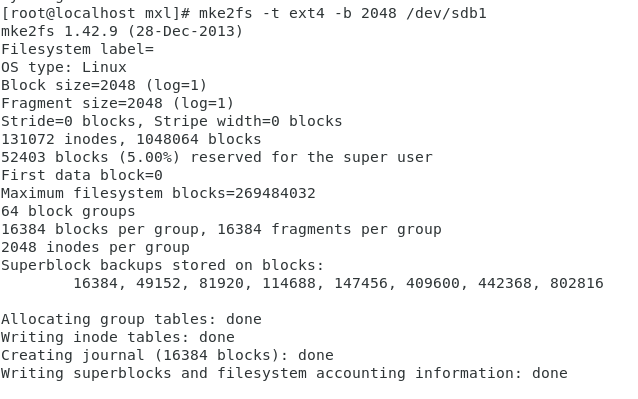 [root@localhost mxl]# mke2fs -t ext4 -b 2048 /dev/sdb1
mke2fs 1.42.9 (28-Dec-2013)
Filesystem label=
OS type: Linux
Block size=2048 (log=1)
Fragment size=2048 (log=1)
Stride=0 blocks, Stripe width=0 blocks
131072 inodes, 1048064 blocks
52403 blocks (5.00%) reserved for the super user
First data block=0
Maximum filesystem blocks=269484032
64 block groups
16384 blocks per group, 16384 fragments per group
2048 inodes per group
Superblock backups stored on blocks:
        16384, 49152, 81920, 114688, 147456, 409600, 442368, 802816

Allocating group tables: done
Writing inode tables: done
Creating journal (16384 blocks): done
Writing superblocks and filesystem accounting information: done